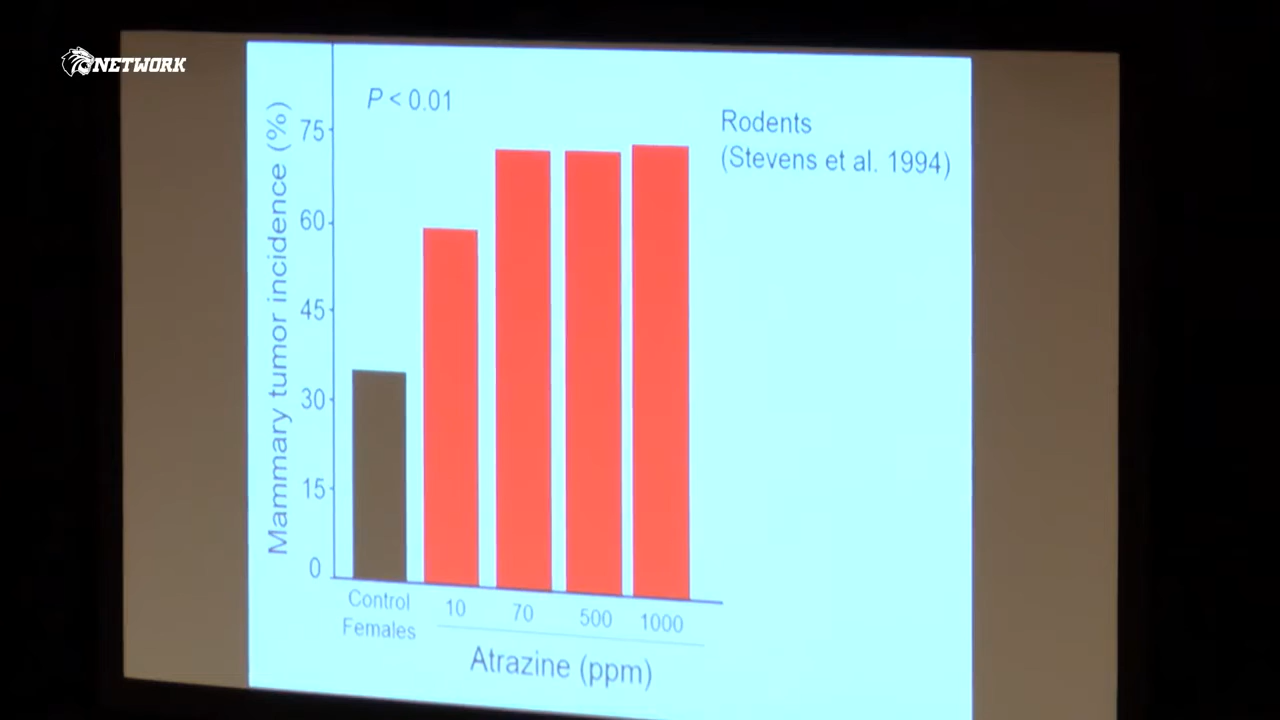 NETWORK
P < 0.01
Rodents
(Stevens et al. 1994)
Mammary tumor incidence (%)
75
60
45
30
15
0
Control
Females
10
70
500
1000
Atrazine (ppm)